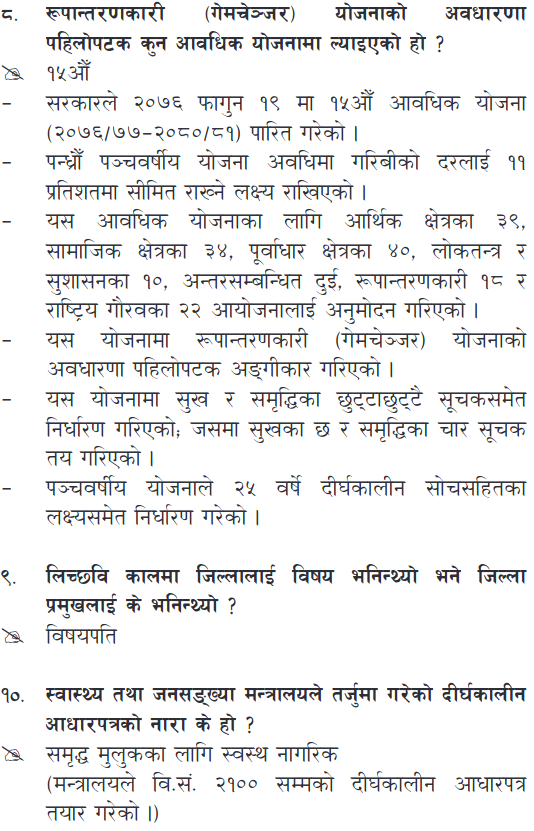 ८. रूपान्तरणकारी (गेमचेञ्जर) योजनाको अवधारणा
पहिलोपटक कुन आवधिक योजनामा ल्याइएको हो ?
१५औँ
– सरकारले २०७६ फागुन १९ मा १५औँ आवधिक योजना
(२०७६/७७-२०८०/८१) पारित गरेको ।
– पन्ध्रौँ पञ्चवर्षीय योजना अवधिमा गरिबीको दरलाई ११
प्रतिशतमा सीमित राख्ने लक्ष्य राखिएको ।
– यस आवधिक योजनाका लागि आर्थिक क्षेत्रका ३९,
सामाजिक क्षेत्रका ३४, पूर्वाधार क्षेत्रका ४०, लोकतन्त्र र
सुशासनका १०, अन्तरसम्बन्धित दुई, रूपान्तरणकारी १८ र
राष्ट्रिय गौरवका २२ आयोजनालाई अनुमोदन गरिएको ।
– यस योजनामा रूपान्तरणकारी (गेमचेञ्जर) योजनाको
अवधारणा पहिलोपटक अङ्गीकार गरिएको ।
– यस योजनामा सुख र समृद्धिका छुट्टाछुट्टै सूचकसमेत
निर्धारण गरिएको; जसमा सुखका छ र समृद्धिका चार सूचक
तय गरिएको ।
– पञ्चवर्षीय योजनाले २५ वर्षे दीर्घकालीन सोचसहितका
लक्ष्यसमेत निर्धारण गरेको ।
९. लिच्छवि कालमा जिल्लालाई विषय भनिन्थ्यो भने जिल्ला
प्रमुखलाई के भनिन्थ्यो ?
विषयपति
१०. स्वास्थ्य तथा जनसङ्ख्या मन्त्रालयले तर्जुमा गरेको दीर्घकालीन
आधारपत्रको नारा के हो ?
समृद्ध मुलुकका लागि स्वस्थ नागरिक
(मन्त्रालयले वि.सं. २१०० सम्मको दीर्घकालीन आधारपत्र
तयार गरेको ।)